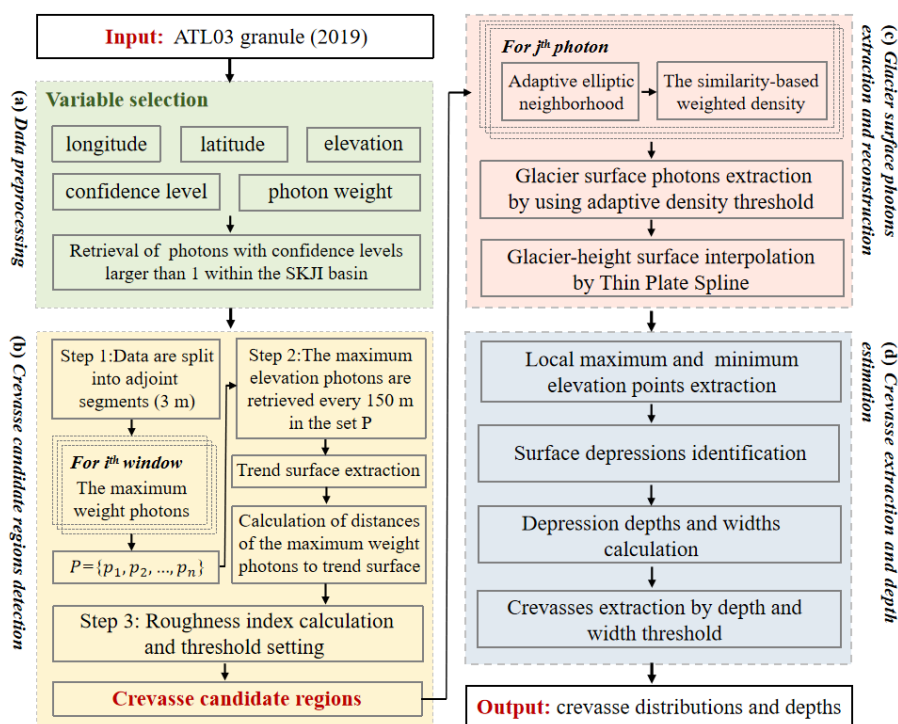 Input: ATL03 granule (2019)
(a) Data preprocessing
Variable selection
longitude
latitude
elevation
confidence level
photon weight
Retrieval of photons with confidence levels
larger than 1 within the SKJI basin
(b) Crevasse candidate regions detection
Step 1:Data are split
into adjoint
segments (3 m)
For iᵗʰ window
The maximum
weight photons
P={p₁, p₂, ..., pₙ}
Step 2:The maximum
elevation photons are
retrieved every 150 m
in the set P
Trend surface extraction
Calculation of distances
of the maximum weight
photons to trend surface
Step 3: Roughness index calculation
and threshold setting
Crevasse candidate regions
(c) Glacier surface photons
extraction and reconstruction
For jᵗʰ photon
Adaptive elliptic
neighborhood
The similarity-based
weighted density
Glacier surface photons extraction
by using adaptive density threshold
Glacier-height surface interpolation
by Thin Plate Spline
(d) Crevasse extraction and depth
estimation
Local maximum and minimum
elevation points extraction
Surface depressions identification
Depression depths and widths
calculation
Crevasses extraction by depth and
width threshold
Output: crevasse distributions and depths